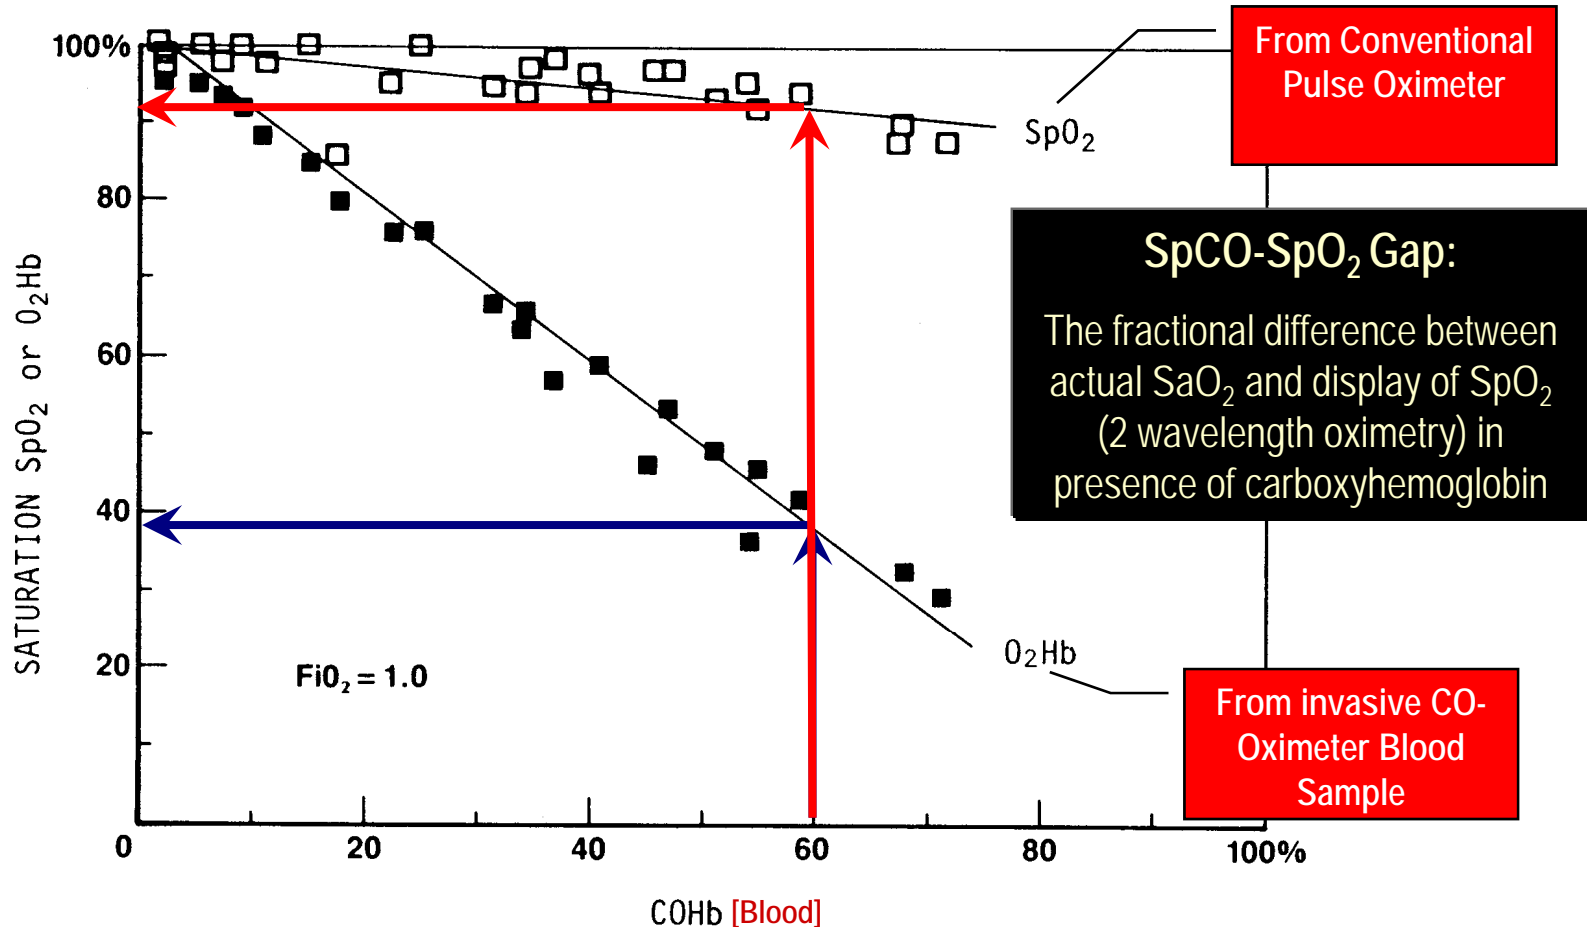 From Conventional
Pulse Oximeter
100%
SpO₂
80
SpCO-SpO₂ Gap:
The fractional difference between
actual SaO₂ and display of SpO₂
(2 wavelength oximetry) in
presence of carboxyhemoglobin
60
SATURATION SpO₂ or O₂Hb
40
O₂Hb
20
FiO₂ = 1.0
From invasive CO-
Oximeter Blood
Sample
0 20 40 60 80 100%
COHb [Blood]